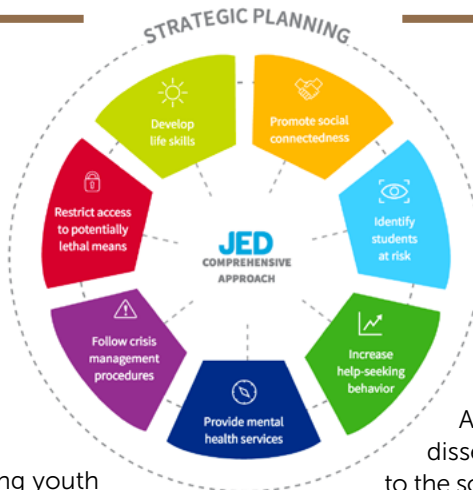 STRATEGIC PLANNING
Develop
life skills
Promote social
connectedness
Identify
students
at risk
Increase
help-seeking
behavior
Provide mental
health services
Follow crisis
management
procedures
Restrict access
to potentially
lethal means
JED
COMPREHENSIVE
APPROACH
A
disse
to the sc
ng youth